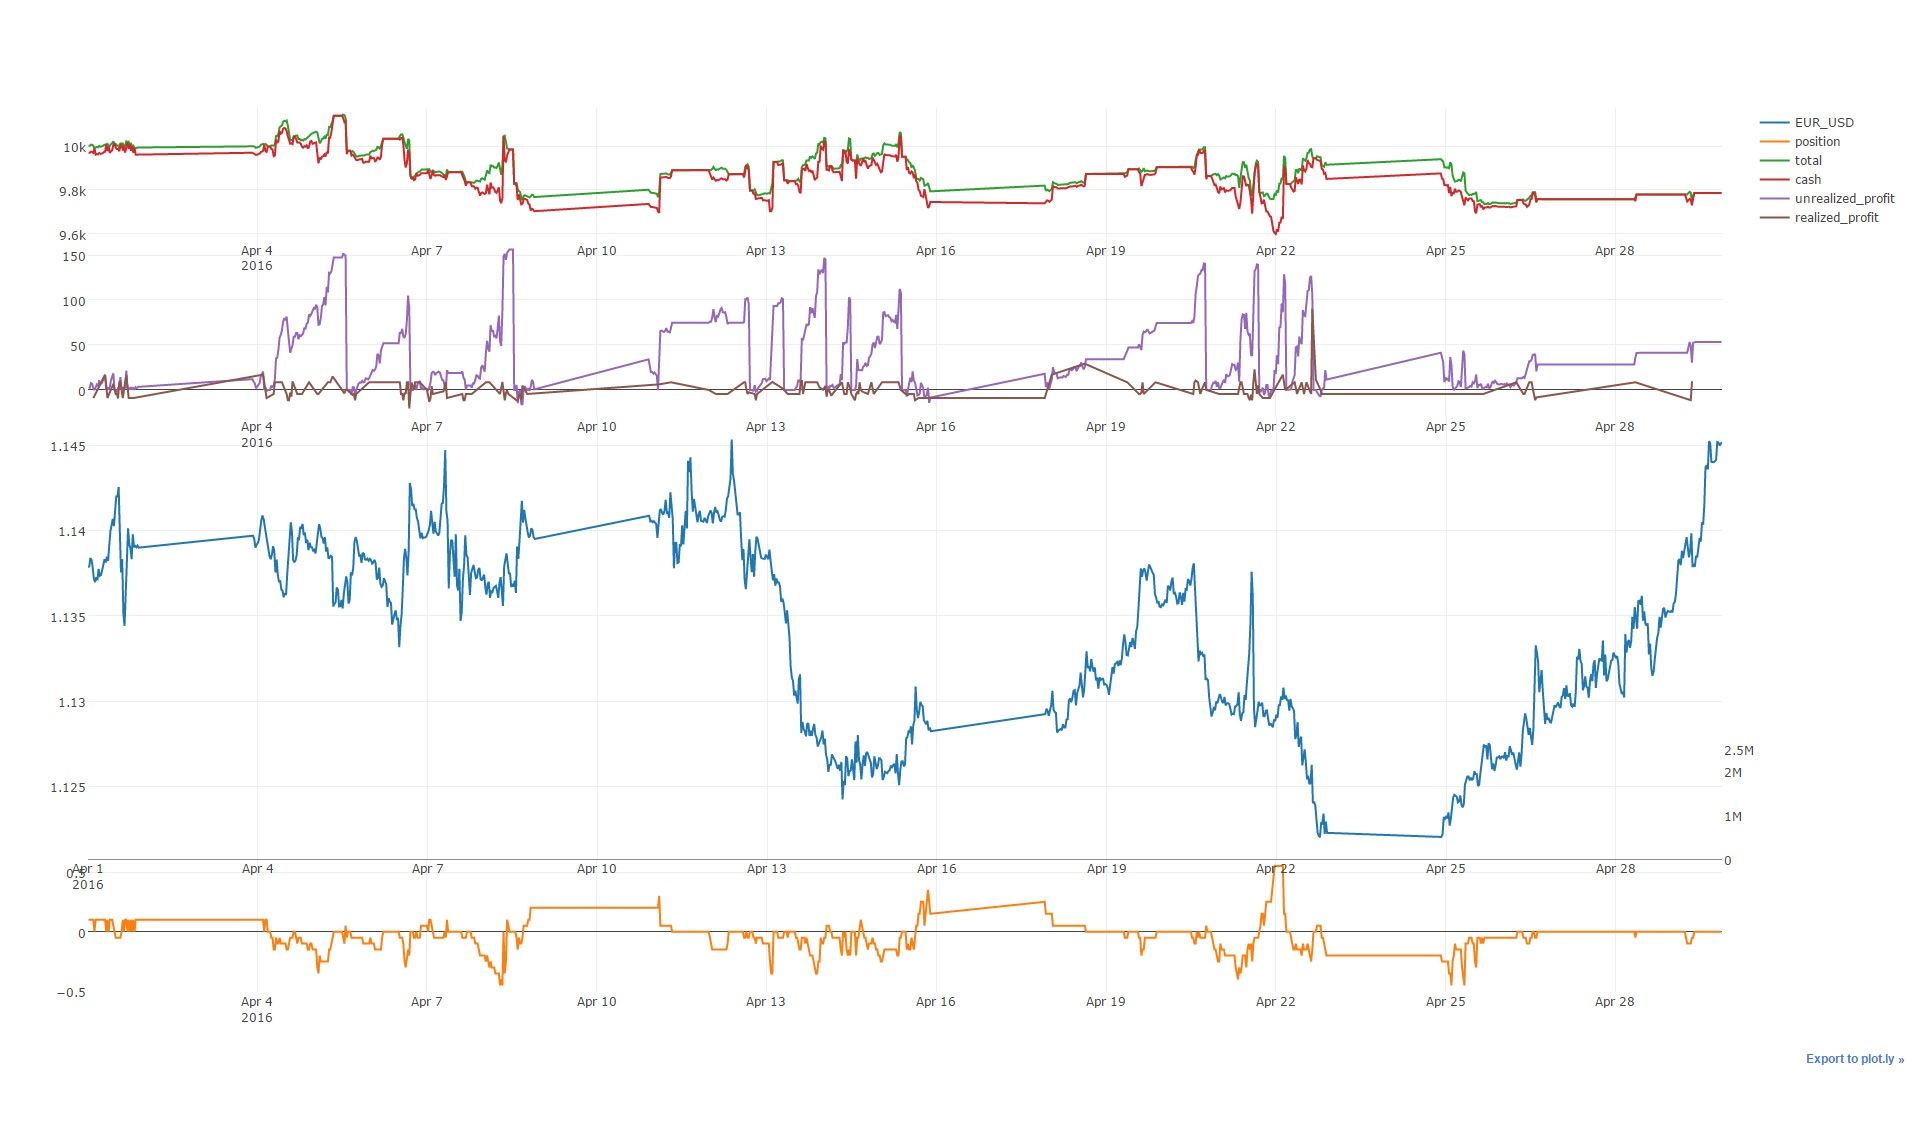 EUR_USD
position
total
cash
unrealized_profit
realized_profit
10k
9.8k
9.6k
Apr 4 Apr 7 Apr 10 Apr 13 Apr 16 Apr 19 Apr 22 Apr 25 Apr 28
2016
150
100
50
0
Apr 4 Apr 7 Apr 10 Apr 13 Apr 16 Apr 19 Apr 22 Apr 25 Apr 28
2016
1.145
1.14
1.135
1.13
1.125
2.5M
2M
1M
0
Apr 1 Apr 4 Apr 7 Apr 10 Apr 13 Apr 16 Apr 19 Apr 22 Apr 25 Apr 28
2016
0.5
0
−0.5
Apr 4 Apr 7 Apr 10 Apr 13 Apr 16 Apr 19 Apr 22 Apr 25 Apr 28
2016
Export to plot.ly »